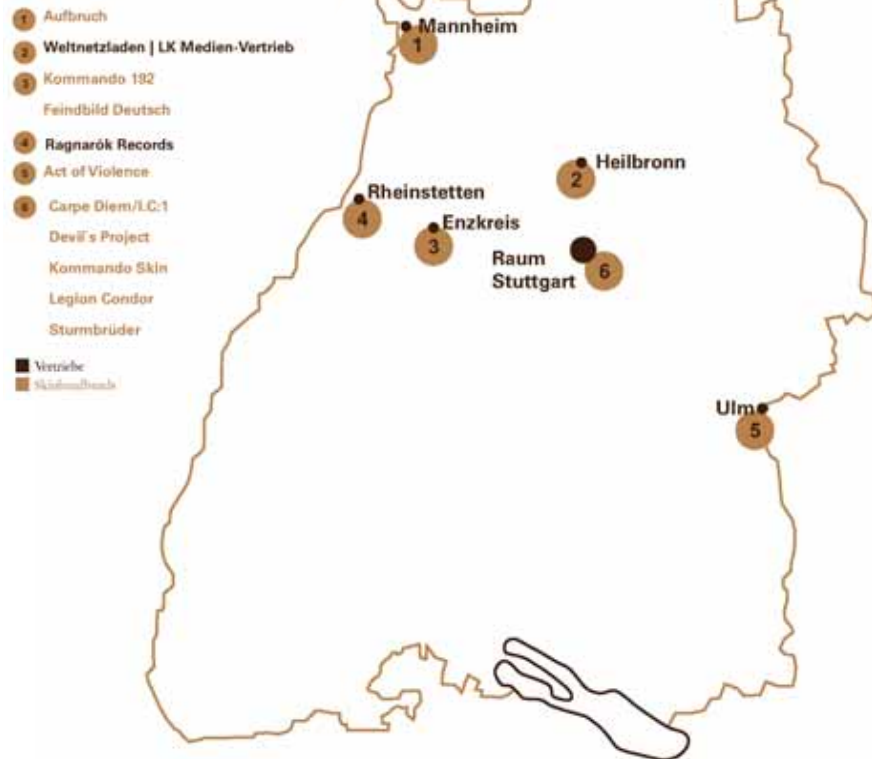 1 Aufbruch
2 Weltnetzladen | LK Medien-Vertrieb
3 Kommando 192
Feindbild Deutsch
4 Ragnarök Records
5 Act of Violence
6 Carpe Diem/I.C:1
Devil´s Project
Kommando Skin
Legion Condor
Sturmbrüder
Vertriebe
Skinheadbands
Mannheim
1
Heilbronn
2
Rheinstetten
4
Enzkreis
3
Raum
Stuttgart
6
Ulm
5